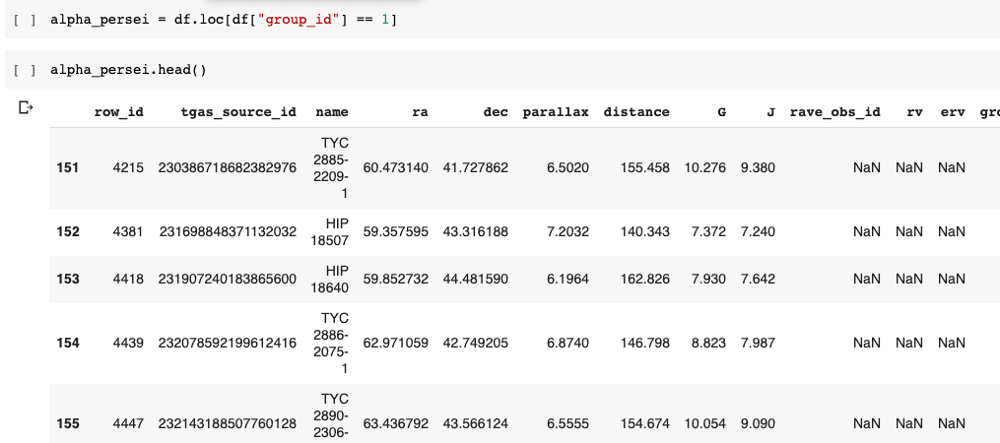 [ ] alpha_persei = df.loc[df["group_id"] == 1]
[ ] alpha_persei.head()
row_id tgas_source_id name ra dec parallax distance G J rave_obs_id rv erv gro
151 4215 230386718682382976 TYC 2885-2209-1 60.473140 41.727862 6.5020 155.458 10.276 9.380 NaN NaN NaN
152 4381 231698848371132032 HIP 18507 59.357595 43.316188 7.2032 140.343 7.372 7.240 NaN NaN NaN
153 4418 231907240183865600 HIP 18640 59.852732 44.481590 6.1964 162.826 7.930 7.642 NaN NaN NaN
154 4439 232078592199612416 TYC 2886-2075-1 62.971059 42.749205 6.8740 146.798 8.823 7.987 NaN NaN NaN
155 4447 232143188507760128 TYC 2890-2306- 63.436792 43.566124 6.5555 154.674 10.054 9.090 NaN NaN NaN